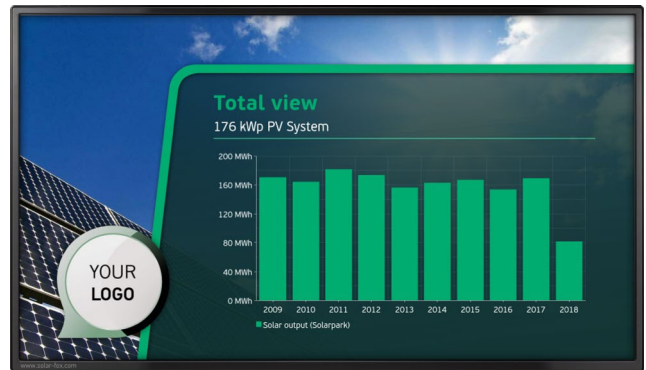 Total view
176 kWp PV System
200 MWh
160 MWh
120 MWh
80 MWh
40 MWh
0 MWh
2009 2010 2011 2012 2013 2014 2015 2016 2017 2018
Solar output (Solarpark)
YOUR
LOGO
www.solar-fox.com